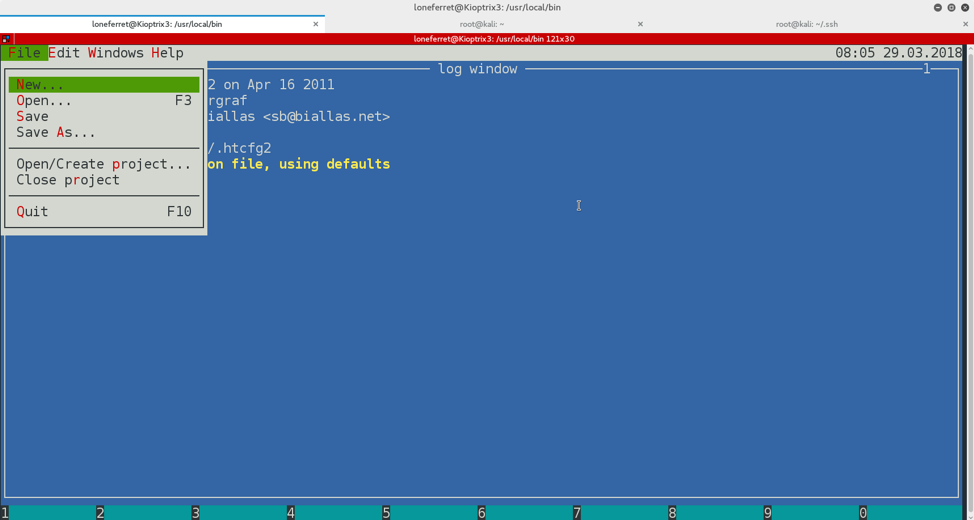 loneferret@Kioptrix3: /usr/local/bin
loneferret@Kioptrix3: /usr/local/bin × root@kali: ~ × root@kali: ~/.ssh ×
loneferret@Kioptrix3: /usr/local/bin 121x30
File Edit Windows Help 08:05 29.03.2018
log window 1
New... 2 on Apr 16 2011
Open... F3 rgraf
Save iallas <sb@biallas.net>
Save As...
/.htcfg2
Open/Create project... on file, using defaults
Close project
Quit F10
1 2 3 4 5 6 7 8 9 0